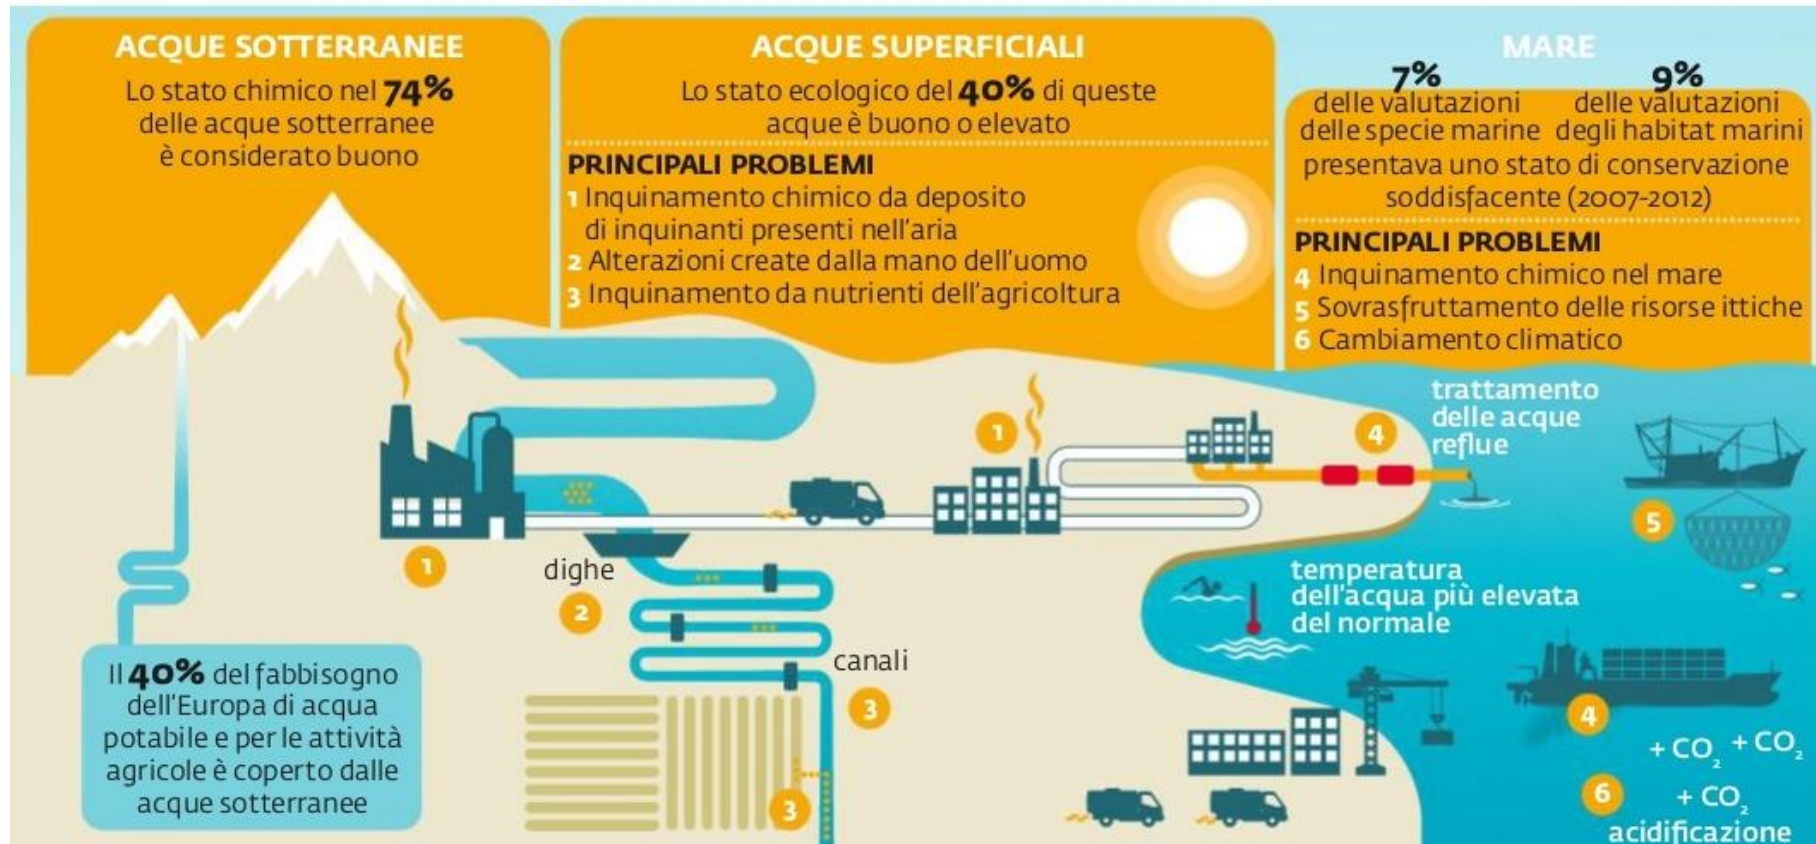 ACQUE SOTTERRANEE
Lo stato chimico nel 74%
delle acque sotterranee
è considerato buono
ACQUE SUPERFICIALI
Lo stato ecologico del 40% di queste
acque è buono o elevato
PRINCIPALI PROBLEMI
1 Inquinamento chimico da deposito
di inquinanti presenti nell'aria
2 Alterazioni create dalla mano dell'uomo
3 Inquinamento da nutrienti dell'agricoltura
MARE
7%
delle valutazioni
delle specie marine
9%
delle valutazioni
degli habitat marini
presentava uno stato di conservazione
soddisfacente (2007-2012)
PRINCIPALI PROBLEMI
4 Inquinamento chimico nel mare
5 Sovrasfruttamento delle risorse ittiche
6 Cambiamento climatico
trattamento
delle acque
reflue
1
4
5
1
dighe
2
temperatura
dell'acqua più elevata
del normale
canali
3
Il 40% del fabbisogno
dell'Europa di acqua
potabile e per le attività
agricole è coperto dalle
acque sotterranee
3
4
+ CO₂ + CO₂
6 + CO₂
acidificazione